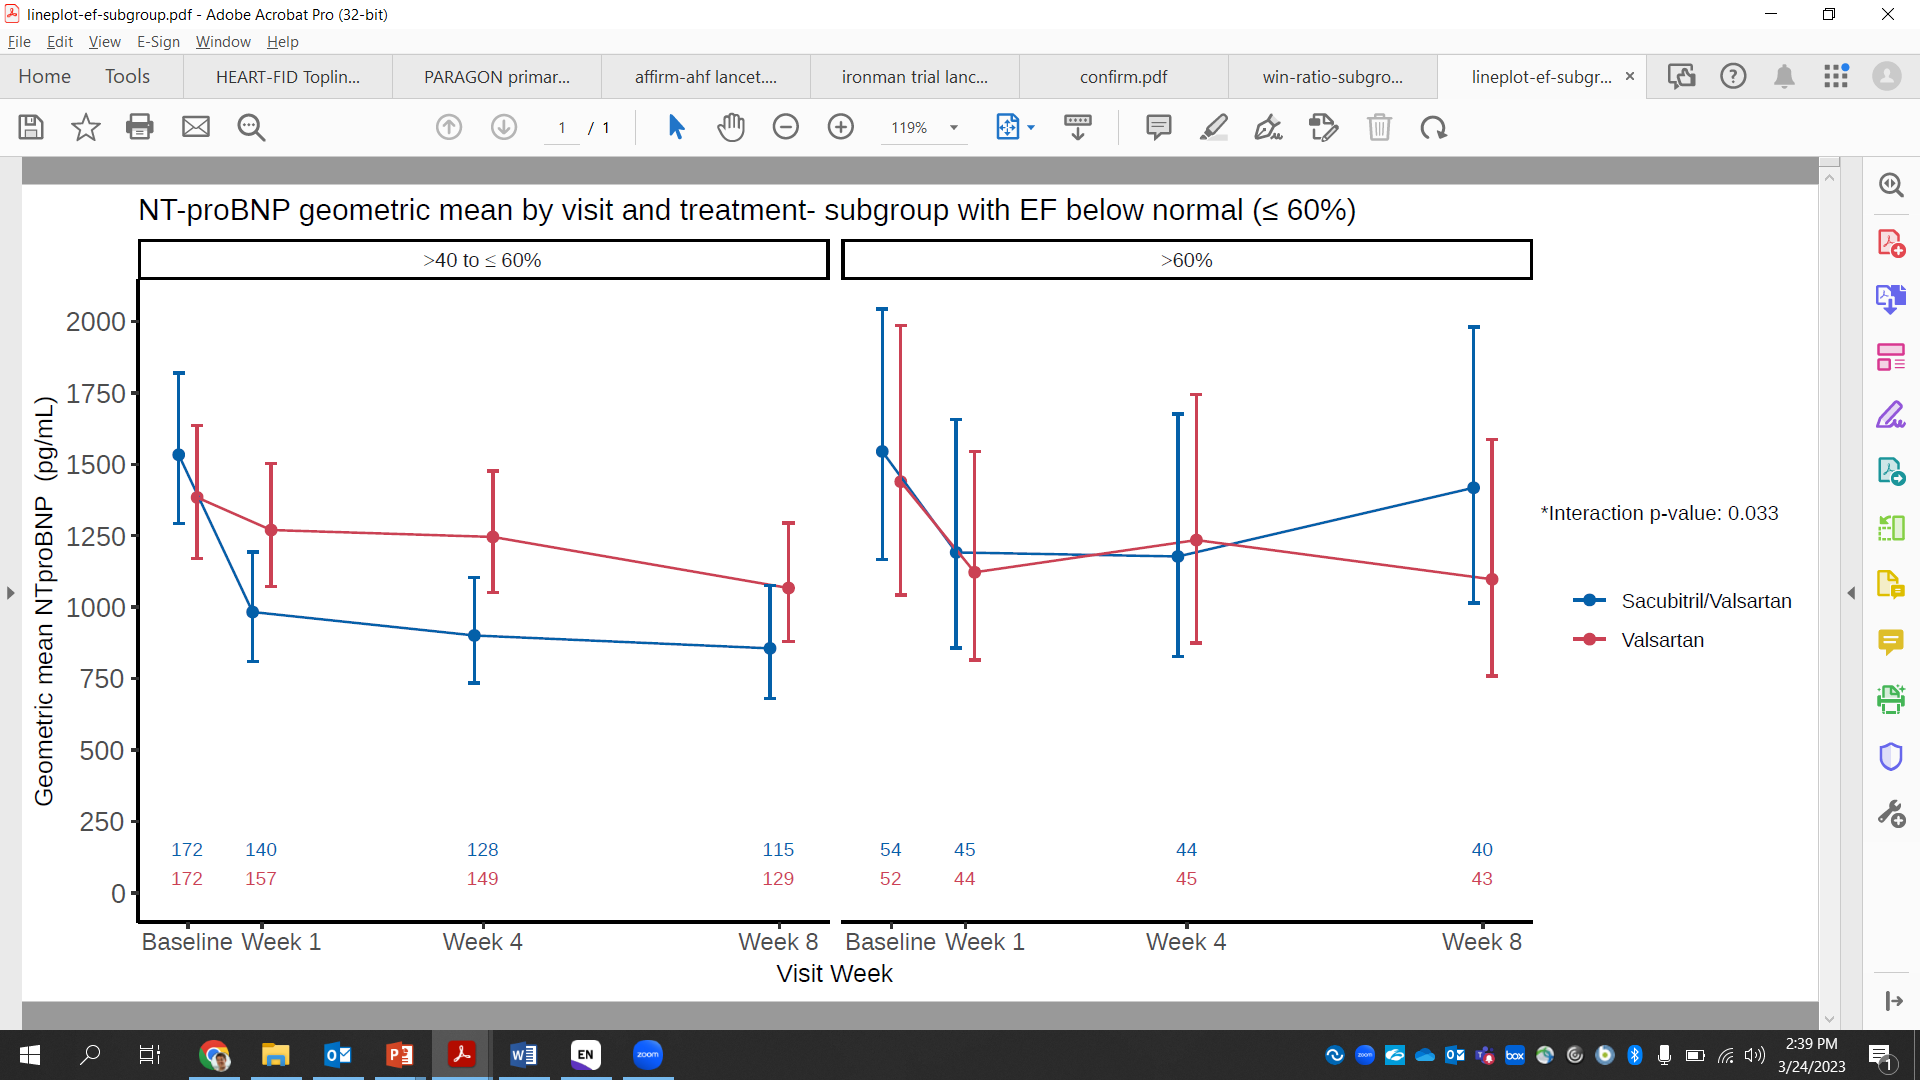 lineplot-ef-subgroup.pdf - Adobe Acrobat Pro (32-bit)
File Edit View E-Sign Window Help
Home Tools HEART-FID Toplin... PARAGON primar... affirm-ahf lancet.... ironman trial lanc... confirm.pdf win-ratio-subgro... lineplot-ef-subgr... ×
1 / 1 119%
NT-proBNP geometric mean by visit and treatment- subgroup with EF below normal (≤ 60%)
>40 to ≤ 60% >60%
Geometric mean NTproBNP (pg/mL)
2000
1750
1500
1250
1000
750
500
250
0
*Interaction p-value: 0.033
Sacubitril/Valsartan
Valsartan
172 140 128 115 54 45 44 40
172 157 149 129 52 44 45 43
Baseline Week 1 Week 4 Week 8 Baseline Week 1 Week 4 Week 8
Visit Week
EN
zoom
box
2:39 PM
3/24/2023
1